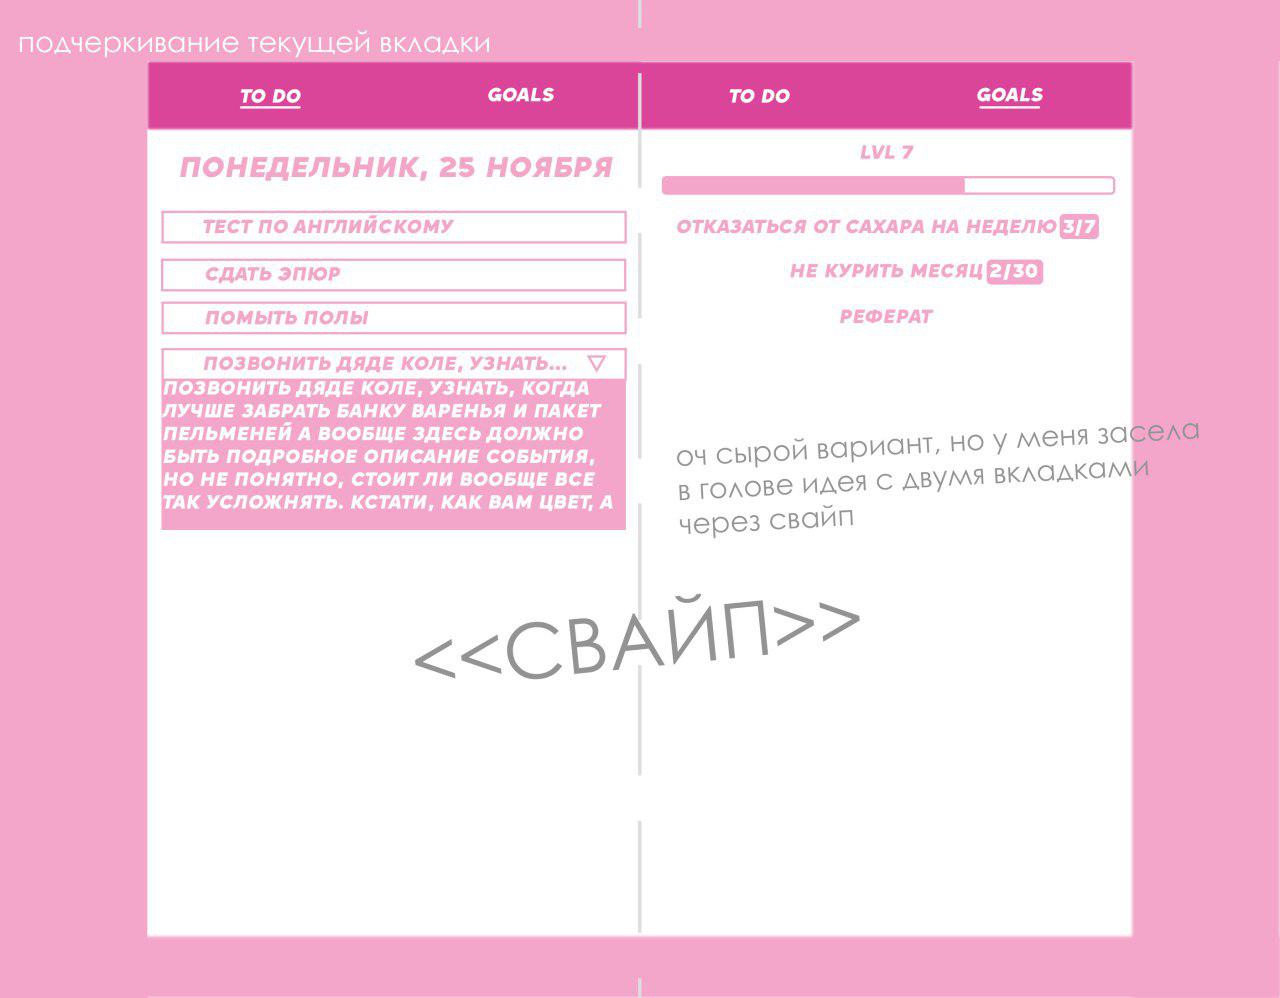 подчеркивание текущей вкладки
TO DO
GOALS
ПОНЕДЕЛЬНИК, 25 НОЯБРЯ
ТЕСТ ПО АНГЛИЙСКОМУ
СДАТЬ ЭПЮР
ПОМЫТЬ ПОЛЫ
ПОЗВОНИТЬ ДЯДЕ КОЛЕ, УЗНАТЬ...
ПОЗВОНИТЬ ДЯДЕ КОЛЕ, УЗНАТЬ, КОГДА
ЛУЧШЕ ЗАБРАТЬ БАНКУ ВАРЕНЬЯ И ПАКЕТ
ПЕЛЬМЕНЕЙ А ВООБЩЕ ЗДЕСЬ ДОЛЖНО
БЫТЬ ПОДРОБНОЕ ОПИСАНИЕ СОБЫТИЯ,
НО НЕ ПОНЯТНО, СТОИТ ЛИ ВООБЩЕ ВСЕ
ТАК УСЛОЖНЯТЬ. КСТАТИ, КАК ВАМ ЦВЕТ, А
TO DO
GOALS
LVL 7
ОТКАЗАТЬСЯ ОТ САХАРА НА НЕДЕЛЮ 3/7
НЕ КУРИТЬ МЕСЯЦ 2/30
РЕФЕРАТ
оч сырой вариант, но у меня засела
в голове идея с двумя вкладками
через свайп
<<СВАЙП>>